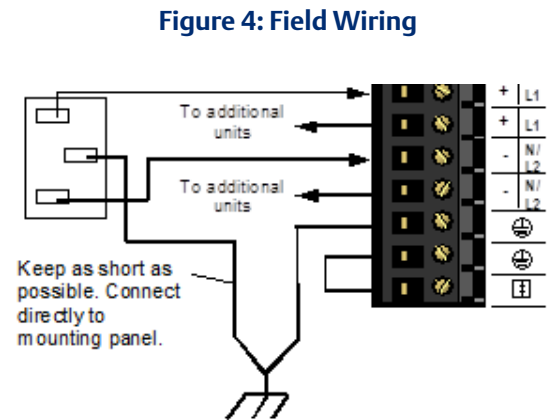 Figure 4: Field Wiring
+ L1
To additional
units
+ L1
- N/
L2
To additional
units
- N/
L2
Keep as short as
possible. Connect
directly to
mounting panel.